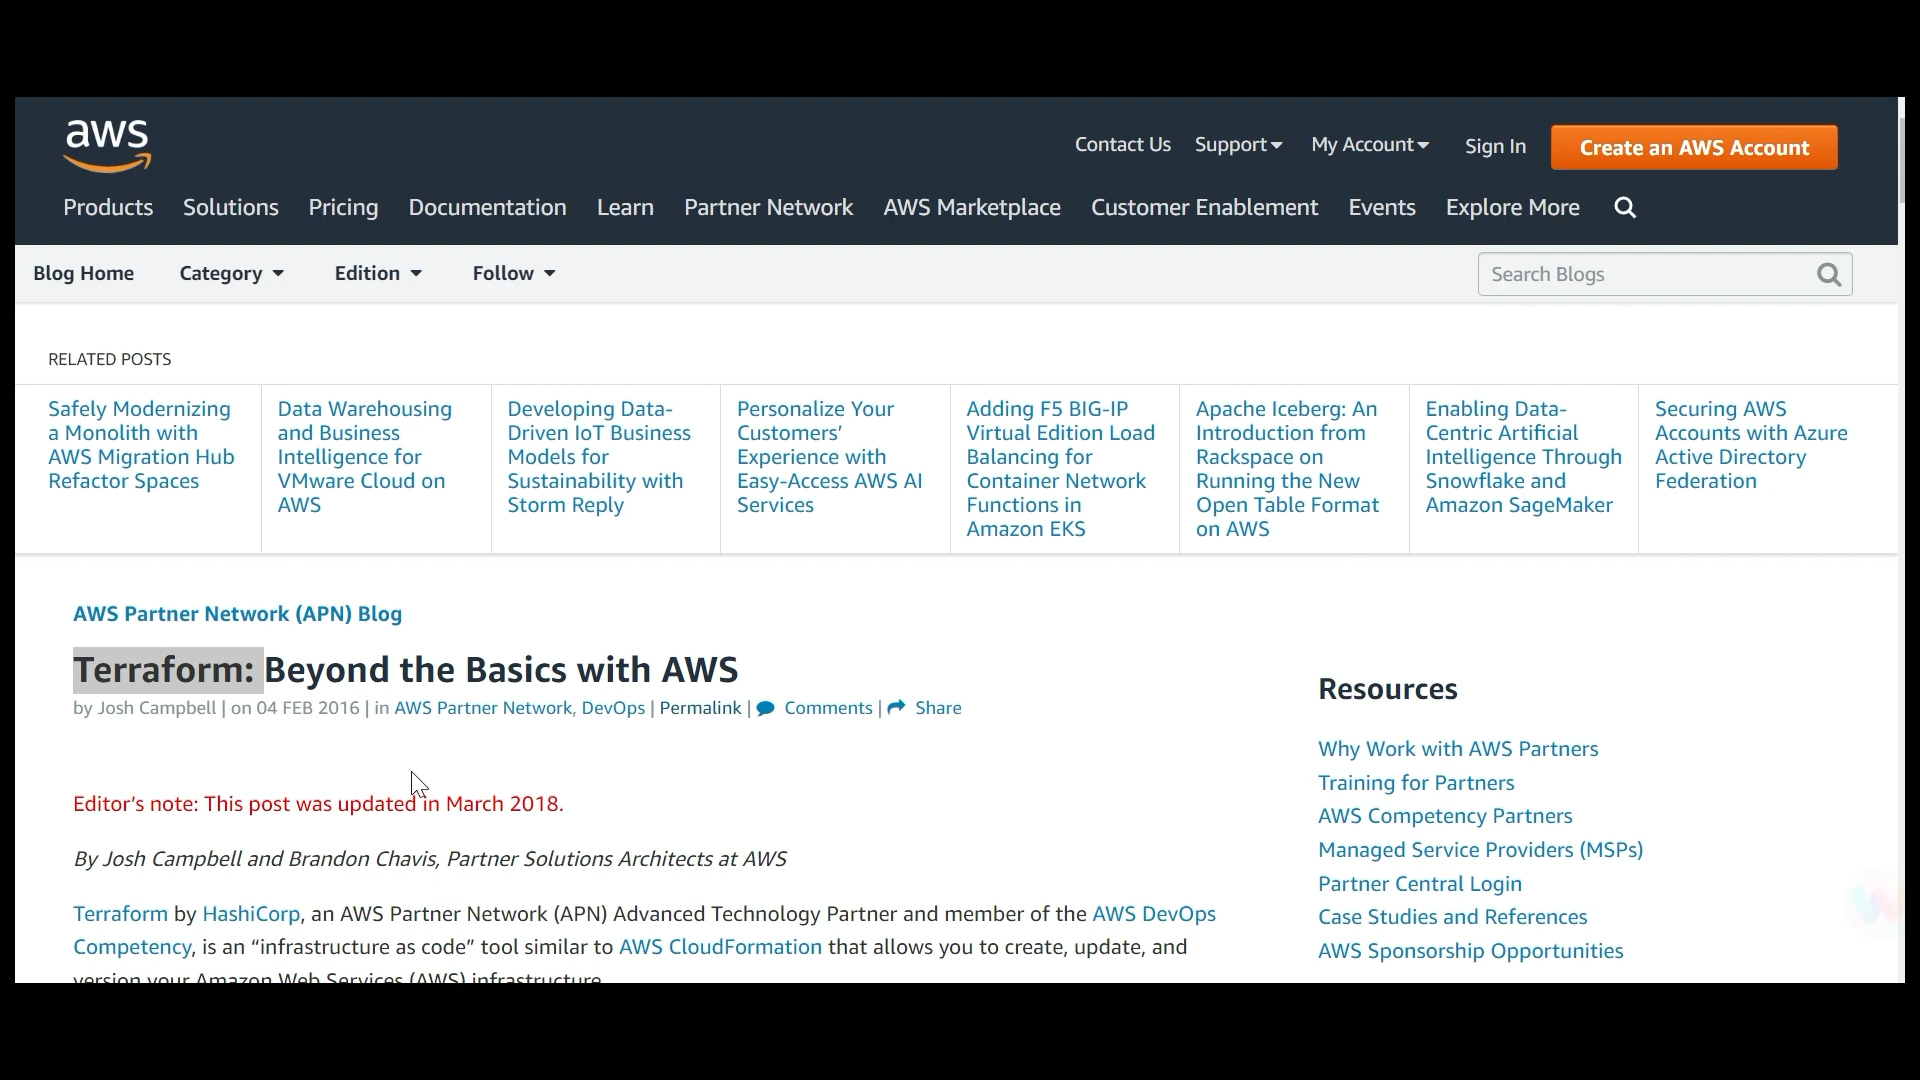 aws
Contact Us Support My Account Sign In Create an AWS Account
Products Solutions Pricing Documentation Learn Partner Network AWS Marketplace Customer Enablement Events Explore More
Blog Home Category Edition Follow Search Blogs
RELATED POSTS
Safely Modernizing
a Monolith with
AWS Migration Hub
Refactor Spaces
Data Warehousing
and Business
Intelligence for
VMware Cloud on
AWS
Developing Data-
Driven IoT Business
Models for
Sustainability with
Storm Reply
Personalize Your
Customers’
Experience with
Easy-Access AWS AI
Services
Adding F5 BIG-IP
Virtual Edition Load
Balancing for
Container Network
Functions in
Amazon EKS
Apache Iceberg: An
Introduction from
Rackspace on
Running the New
Open Table Format
on AWS
Enabling Data-
Centric Artificial
Intelligence Through
Snowflake and
Amazon SageMaker
Securing AWS
Accounts with Azure
Active Directory
Federation
AWS Partner Network (APN) Blog
Terraform: Beyond the Basics with AWS
by Josh Campbell | on 04 FEB 2016 | in AWS Partner Network, DevOps | Permalink | Comments | Share
Editor’s note: This post was updated in March 2018.
By Josh Campbell and Brandon Chavis, Partner Solutions Architects at AWS
Terraform by HashiCorp, an AWS Partner Network (APN) Advanced Technology Partner and member of the AWS DevOps
Competency, is an “infrastructure as code” tool similar to AWS CloudFormation that allows you to create, update, and
version your Amazon Web Services (AWS) infrastructure.
Resources
Why Work with AWS Partners
Training for Partners
AWS Competency Partners
Managed Service Providers (MSPs)
Partner Central Login
Case Studies and References
AWS Sponsorship Opportunities